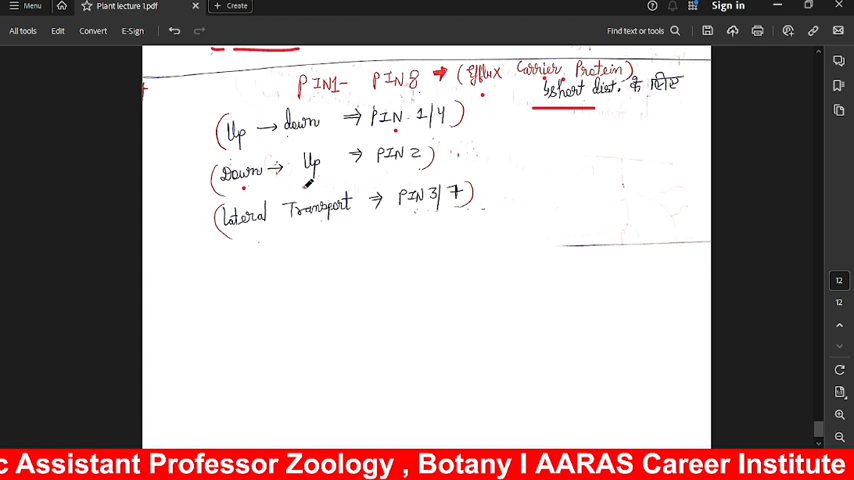 Menu Plant lecture 1.pdf × + Create Sign in
All tools Edit Convert E-Sign Find text or tools
PIN1- PIN 8 → (Efflux Carrier Protein)
short dist. के लिए
(Up → down ⇒ PIN 1/4)
(Down → Up ⇒ PIN 2)
(lateral Transport ⇒ PIN 3/7)
12
12
c Assistant Professor Zoology , Botany I AARAS Career Institute